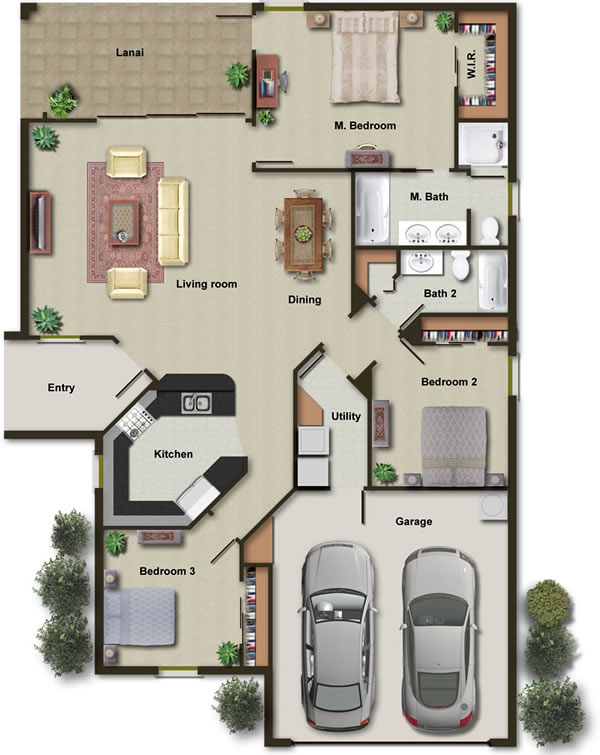 Lanai
W.I.R.
M. Bedroom
M. Bath
Living room
Dining
Bath 2
Entry
Bedroom 2
Utility
Kitchen
Garage
Bedroom 3